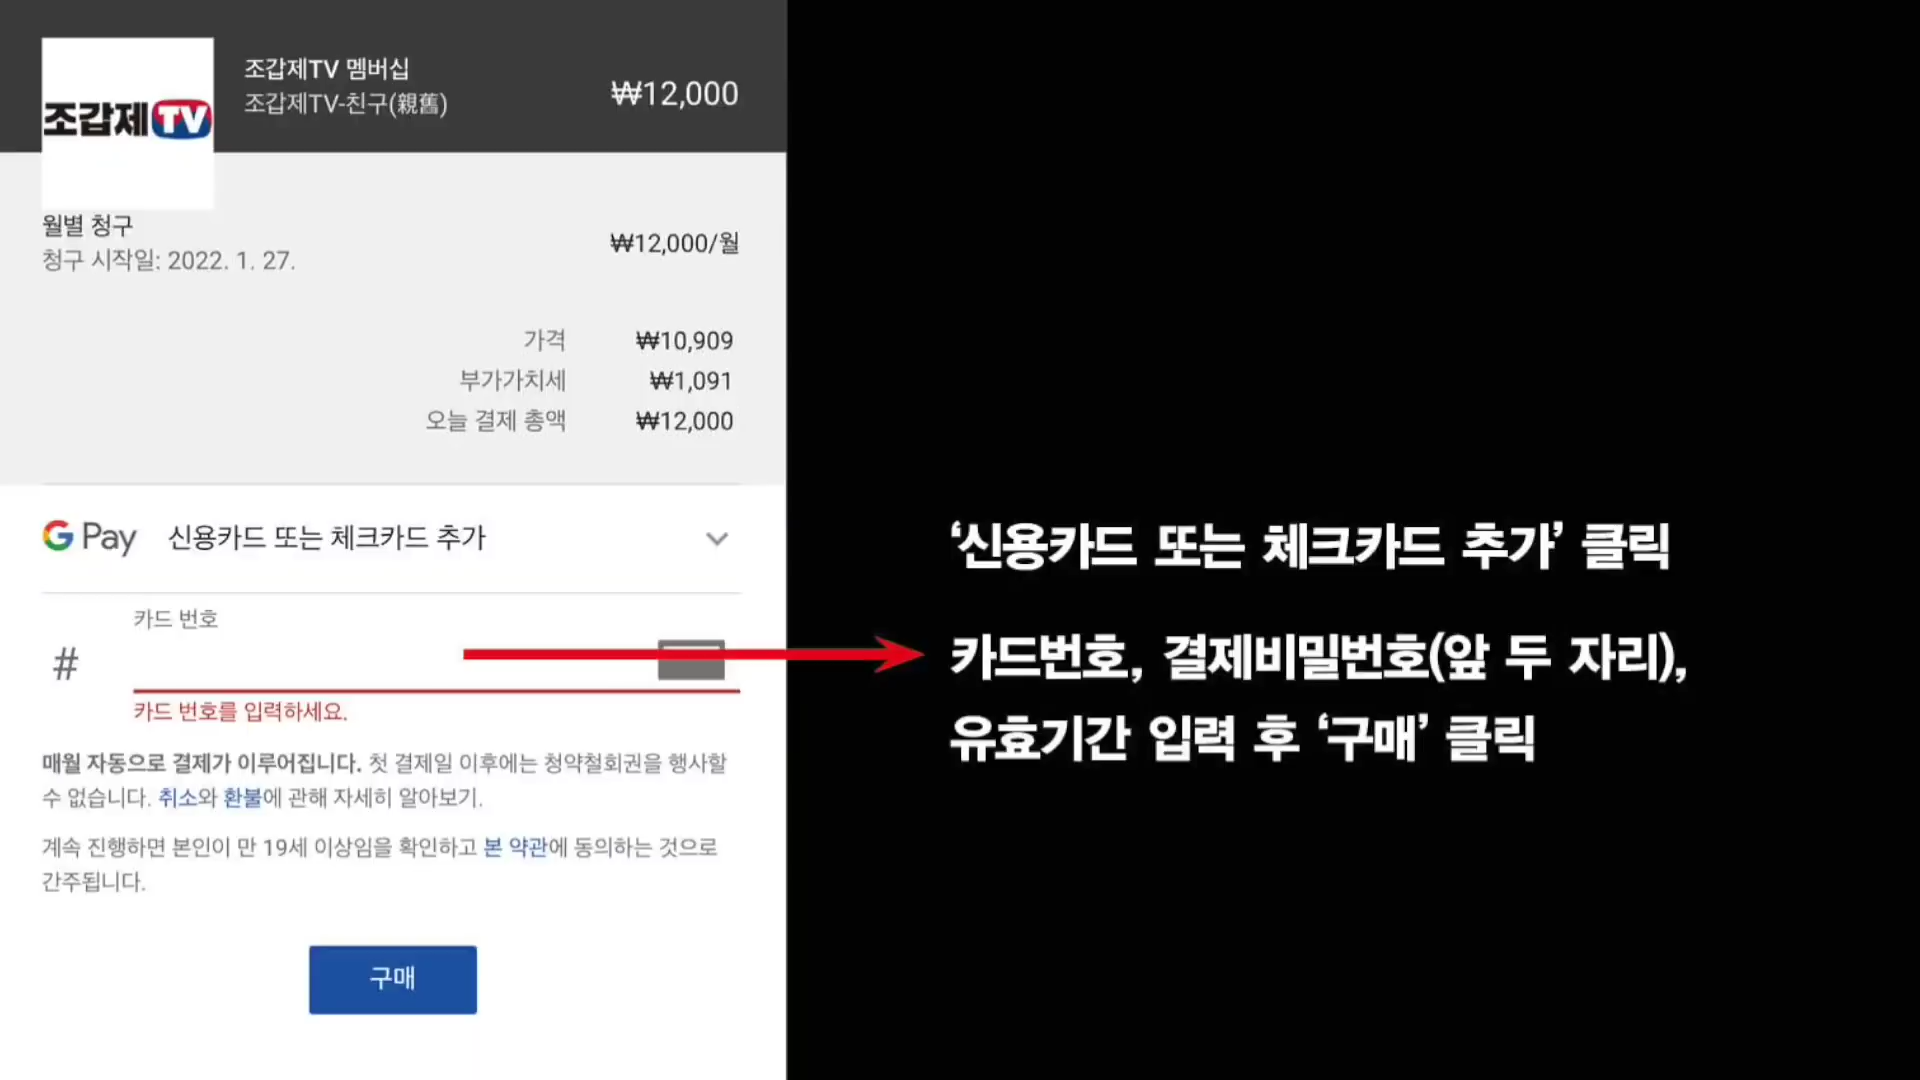 조갑제TV
조갑제TV 멤버십
조갑제TV-친구(親舊)
₩12,000
월별 청구
청구 시작일: 2022. 1. 27.
₩12,000/월
가격 ₩10,909
부가가치세 ₩1,091
오늘 결제 총액 ₩12,000
G Pay 신용카드 또는 체크카드 추가
카드 번호
#
카드 번호를 입력하세요.
매월 자동으로 결제가 이루어집니다. 첫 결제일 이후에는 청약철회권을 행사할
수 없습니다. 취소와 환불에 관해 자세히 알아보기.
계속 진행하면 본인이 만 19세 이상임을 확인하고 본 약관에 동의하는 것으로
간주됩니다.
구매
‘신용카드 또는 체크카드 추가’ 클릭
카드번호, 결제비밀번호(앞 두 자리),
유효기간 입력 후 ‘구매’ 클릭